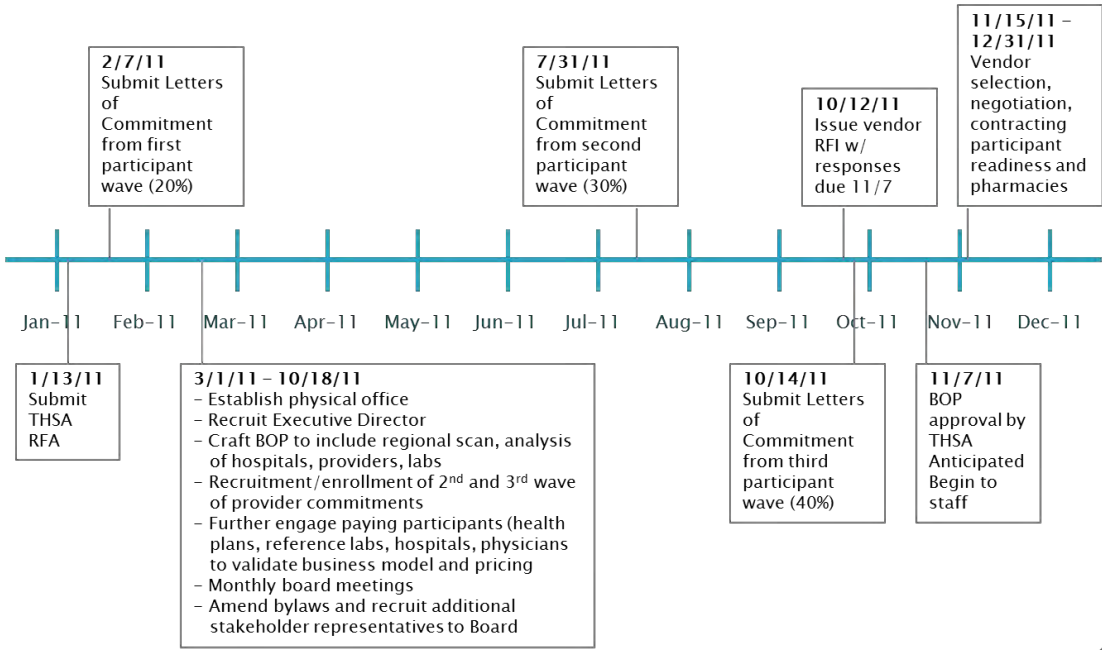 2/7/11
Submit Letters
of
Commitment
from first
participant
wave (20%)
7/31/11
Submit Letters
of
Commitment
from second
participant
wave (30%)
10/12/11
Issue vendor
RFI w/
responses
due 11/7
11/15/11 –
12/31/11
Vendor
selection,
negotiation,
contracting
participant
readiness and
pharmacies
Jan-11 Feb-11 Mar-11 Apr-11 May-11 Jun-11 Jul-11 Aug-11 Sep-11 Oct-11 Nov-11 Dec-11
1/13/11
Submit
THSA
RFA
3/1/11 – 10/18/11
– Establish physical office
– Recruit Executive Director
– Craft BOP to include regional scan, analysis
of hospitals, providers, labs
– Recruitment/enrollment of 2nd and 3rd wave
of provider commitments
– Further engage paying participants (health
plans, reference labs, hospitals, physicians
to validate business model and pricing
– Monthly board meetings
– Amend bylaws and recruit additional
stakeholder representatives to Board
10/14/11
Submit Letters
of
Commitment
from third
participant
wave (40%)
11/7/11
BOP
approval by
THSA
Anticipated
Begin to
staff